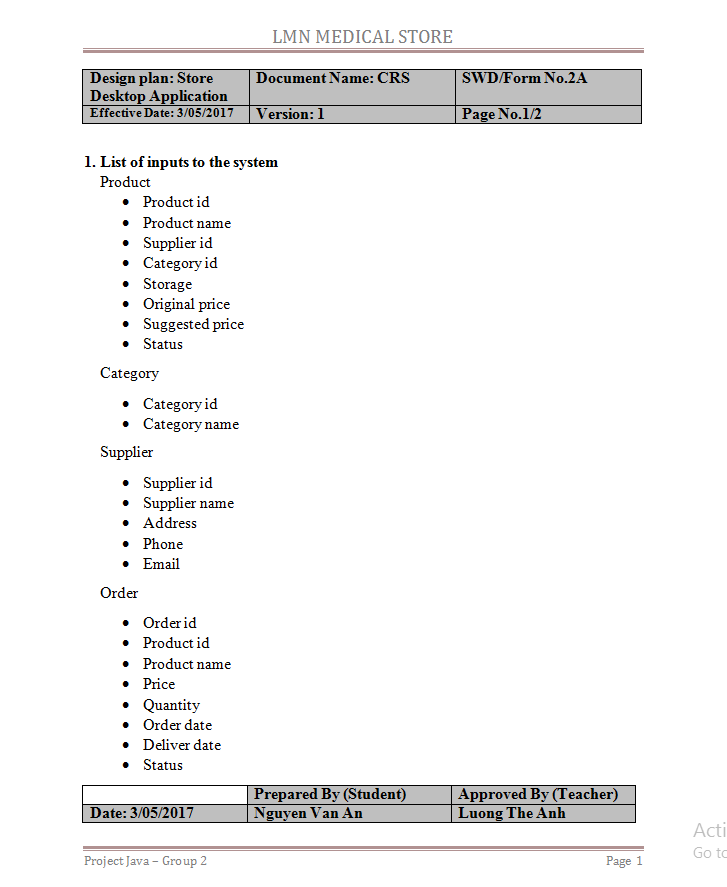 LMN MEDICAL STORE
Design plan: Store Document Name: CRS SWD/Form No.2A
Desktop Application
Effective Date: 3/05/2017 Version: 1 Page No.1/2
1. List of inputs to the system
Product
• Product id
• Product name
• Supplier id
• Category id
• Storage
• Original price
• Suggested price
• Status
Category
• Category id
• Category name
Supplier
• Supplier id
• Supplier name
• Address
• Phone
• Email
Order
• Order id
• Product id
• Product name
• Price
• Quantity
• Order date
• Deliver date
• Status
Prepared By (Student) Approved By (Teacher)
Date: 3/05/2017 Nguyen Van An Luong The Anh
Project Java – Group 2 Page 1
Acti
Go to